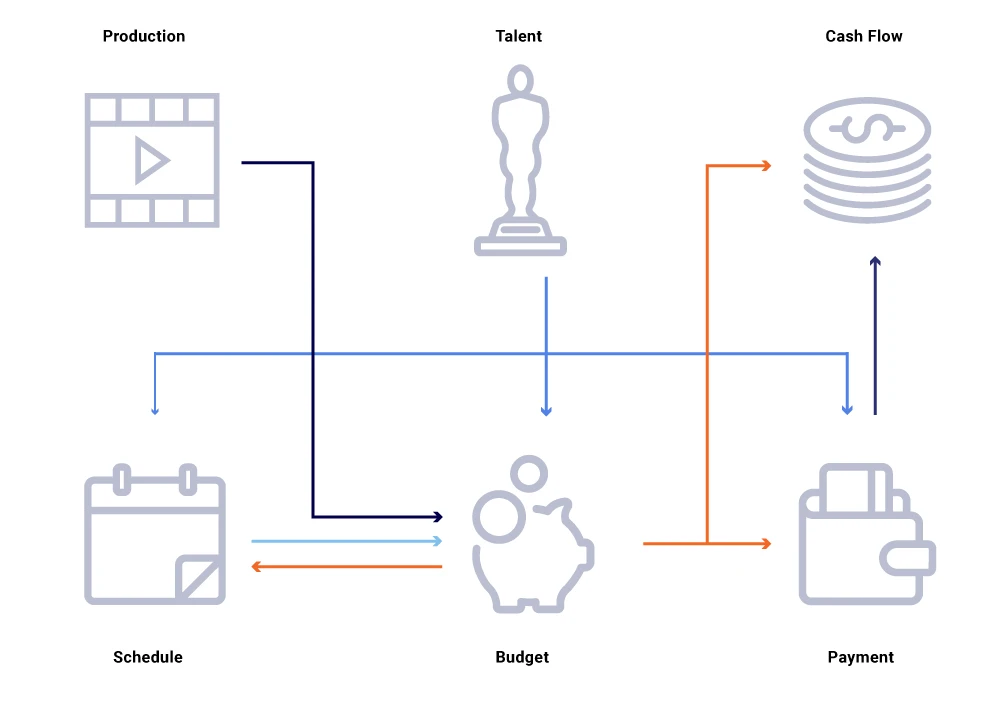 Production
Talent
Cash Flow
Schedule
Budget
Payment